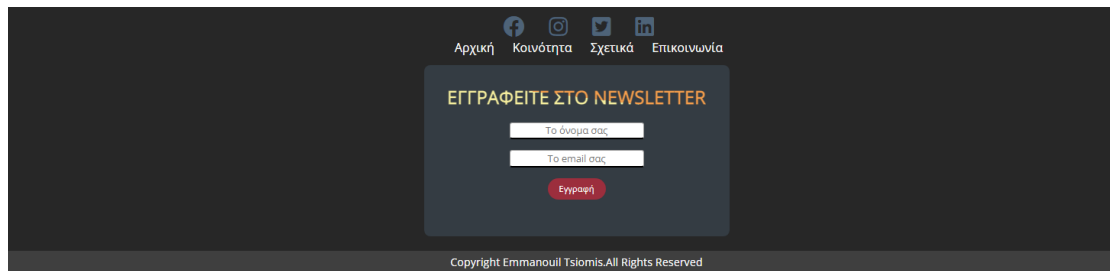 Αρχική Κοινότητα Σχετικά Επικοινωνία
ΕΓΓΡΑΦΕΙΤΕ ΣΤΟ NEWSLETTER
Το όνομα σας
Το email σας
Εγγραφή
Copyright Emmanouil Tsiomis.All Rights Reserved